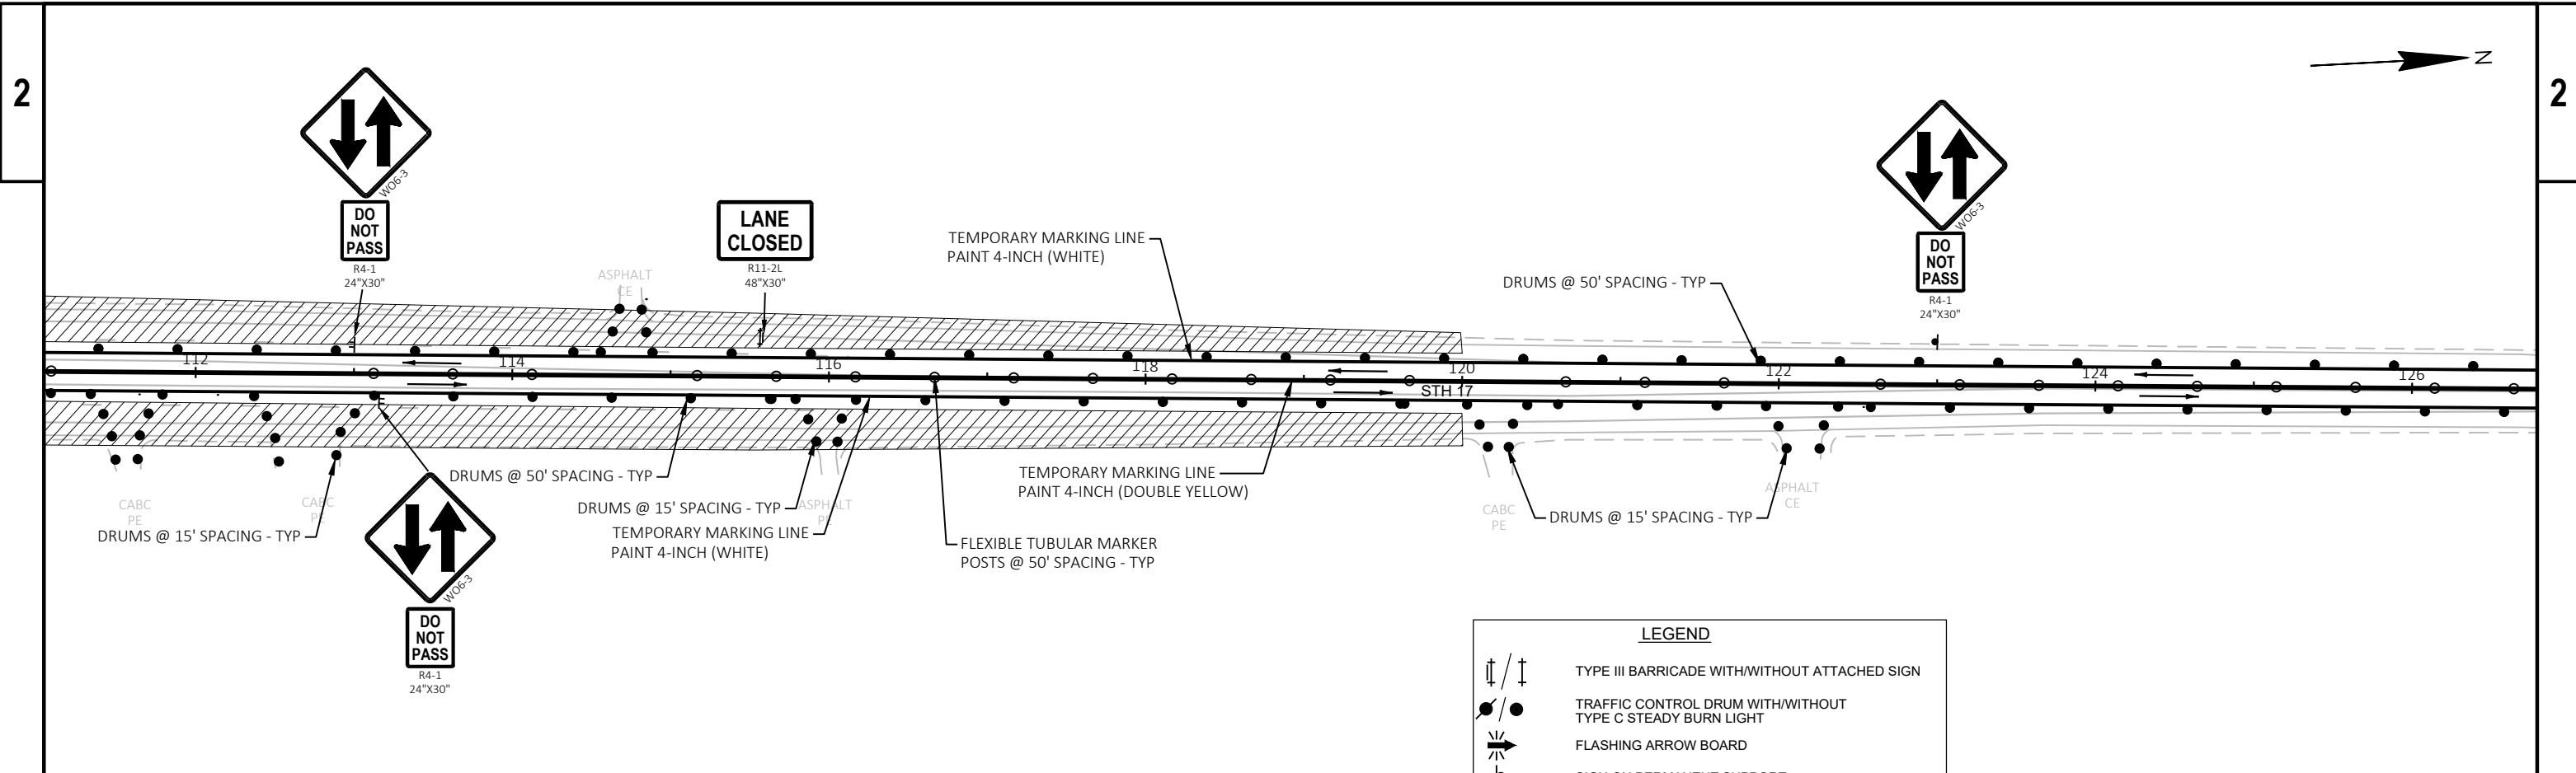 2
2
N
WO6-3
DO
NOT
PASS
R4-1
24"X30"
LANE
CLOSED
R11-2L
48"X30"
WO6-3
DO
NOT
PASS
R4-1
24"X30"
ASPHALT
CE
TEMPORARY MARKING LINE
PAINT 4-INCH (WHITE)
DRUMS @ 50' SPACING - TYP
112
114
116
118
120
122
124
126
STH 17
CABC
PE
CABC
PE
DRUMS @ 15' SPACING - TYP
DRUMS @ 50' SPACING - TYP
DRUMS @ 15' SPACING - TYP
ASPHALT
PE
TEMPORARY MARKING LINE
PAINT 4-INCH (WHITE)
FLEXIBLE TUBULAR MARKER
POSTS @ 50' SPACING - TYP
TEMPORARY MARKING LINE
PAINT 4-INCH (DOUBLE YELLOW)
CABC
PE
ASPHALT
CE
DRUMS @ 15' SPACING - TYP
WO6-3
DO
NOT
PASS
R4-1
24"X30"
LEGEND
TYPE III BARRICADE WITH/WITHOUT ATTACHED SIGN
TRAFFIC CONTROL DRUM WITH/WITHOUT
TYPE C STEADY BURN LIGHT
FLASHING ARROW BOARD